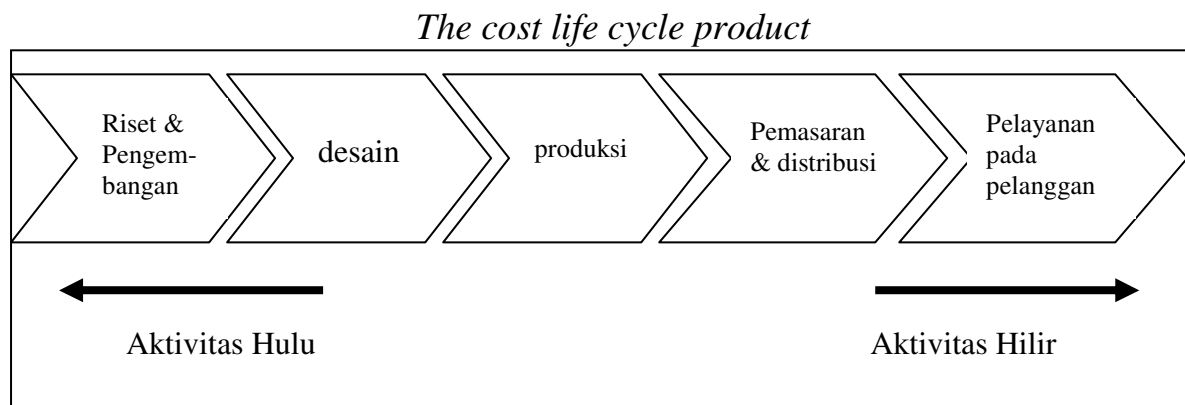 The cost life cycle product
Riset &
Pengem-
bangan
desain
produksi
Pemasaran
& distribusi
Pelayanan
pada
pelanggan
Aktivitas Hulu
Aktivitas Hilir